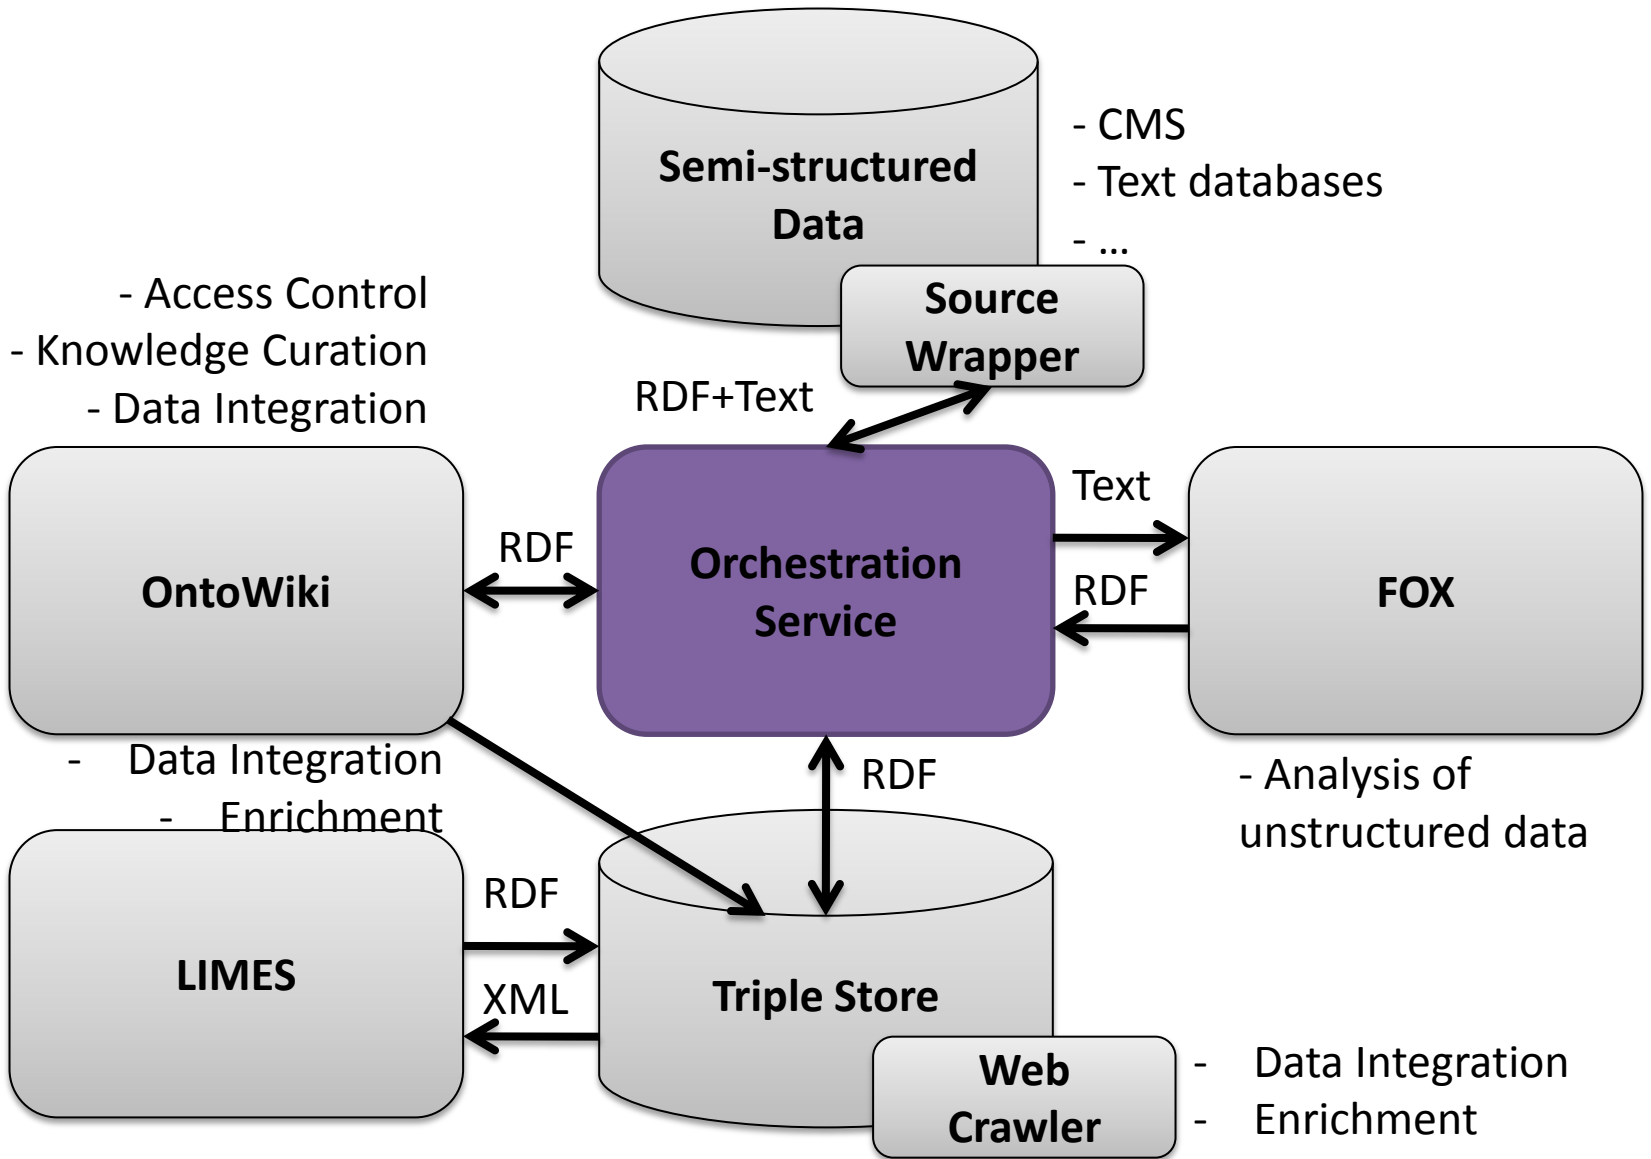 Semi-structured
Data
- CMS
- Text databases
- ...
Source
Wrapper
- Access Control
- Knowledge Curation
- Data Integration
RDF+Text
OntoWiki
RDF
Orchestration
Service
Text
RDF
FOX
- Data Integration
- Enrichment
RDF
- Analysis of
unstructured data
LIMES
RDF
XML
Triple Store
Web
Crawler
- Data Integration
- Enrichment